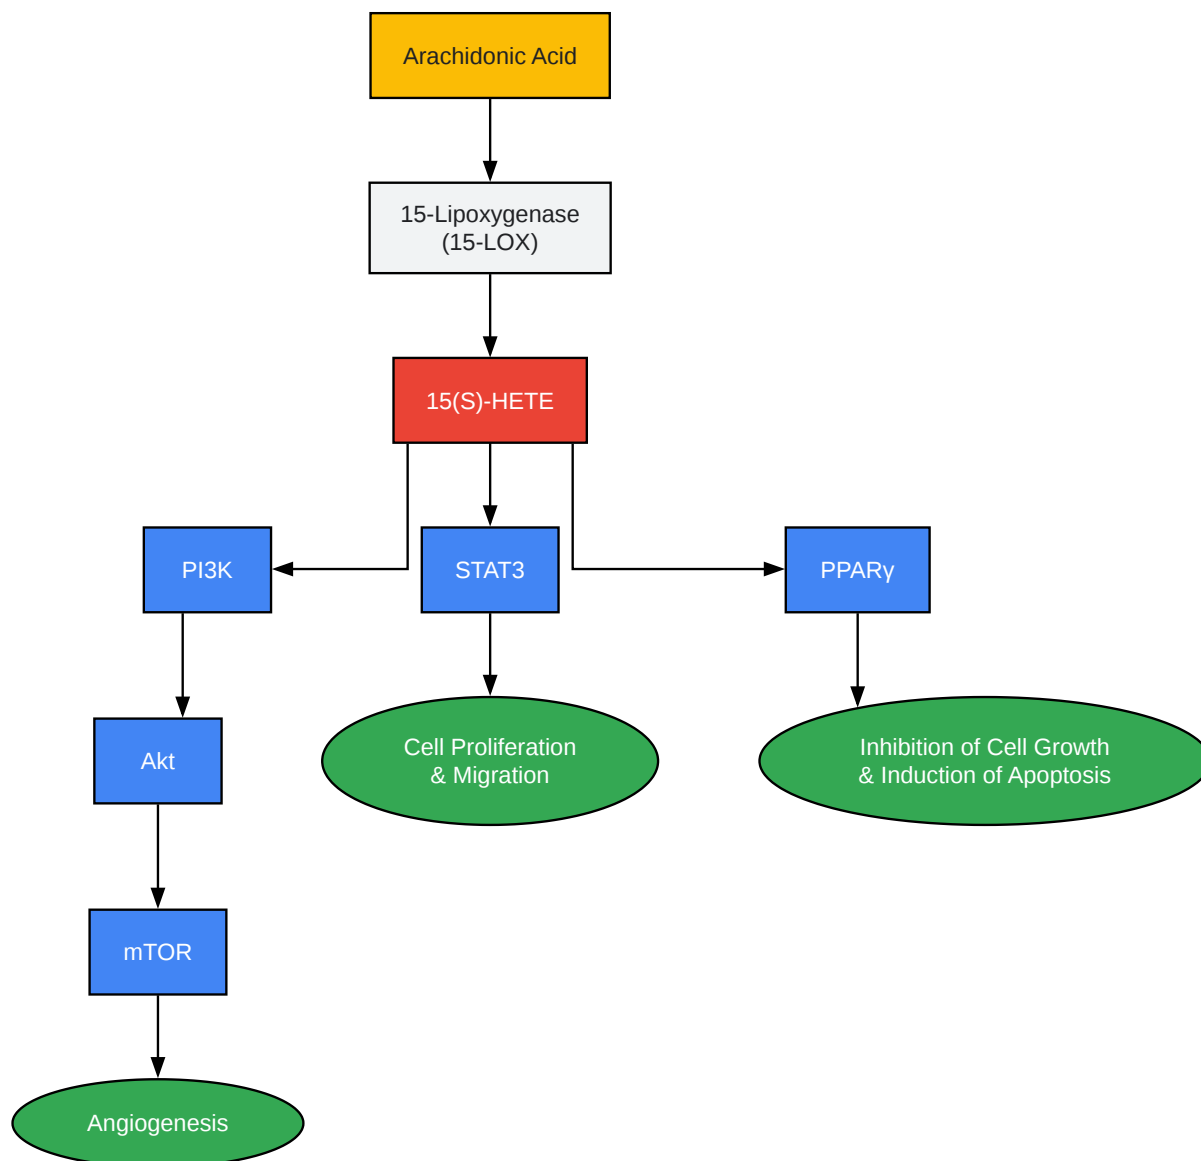 Arachidonic Acid
15-Lipoxygenase
(15-LOX)
15(S)-HETE
PI3K
STAT3
PPARγ
Akt
Cell Proliferation
& Migration
Inhibition of Cell Growth
& Induction of Apoptosis
mTOR
Angiogenesis